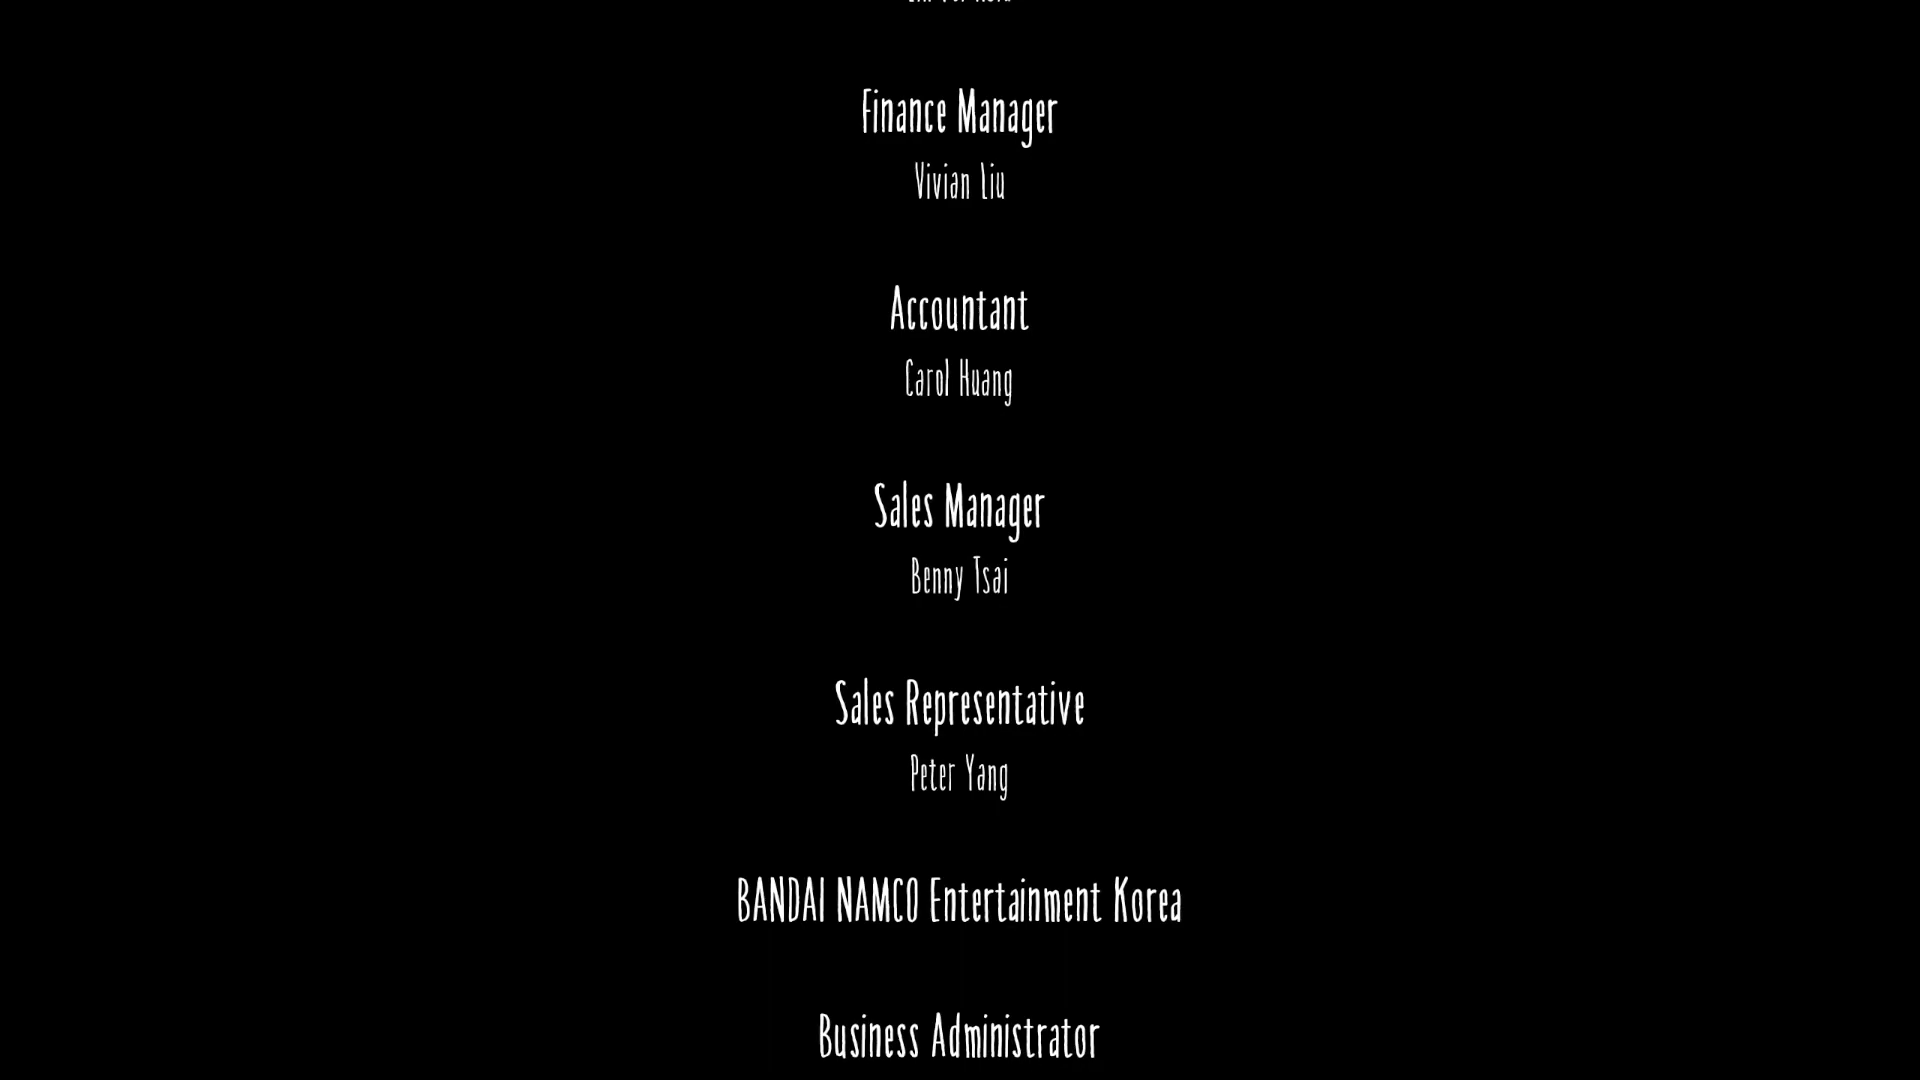 Finance Manager
Vivian Liu
Accountant
Carol Huang
Sales Manager
Benny Tsai
Sales Representative
Peter Yang
BANDAI NAMCO Entertainment Korea
Business Administrator